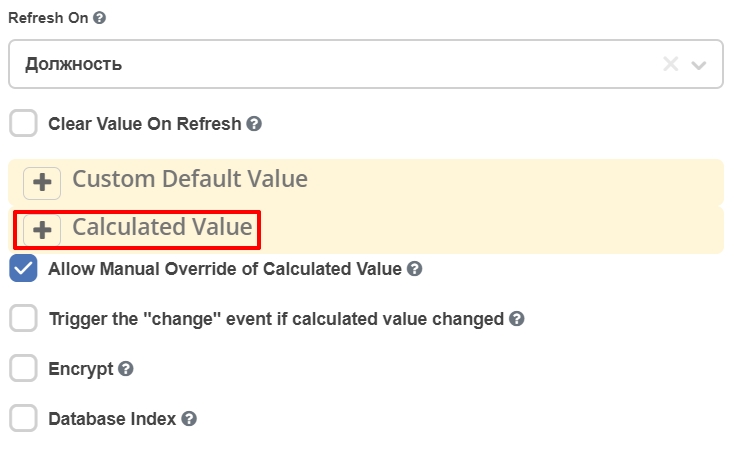 Refresh On
Должность
Clear Value On Refresh
Custom Default Value
Calculated Value
Allow Manual Override of Calculated Value
Trigger the "change" event if calculated value changed
Encrypt
Database Index